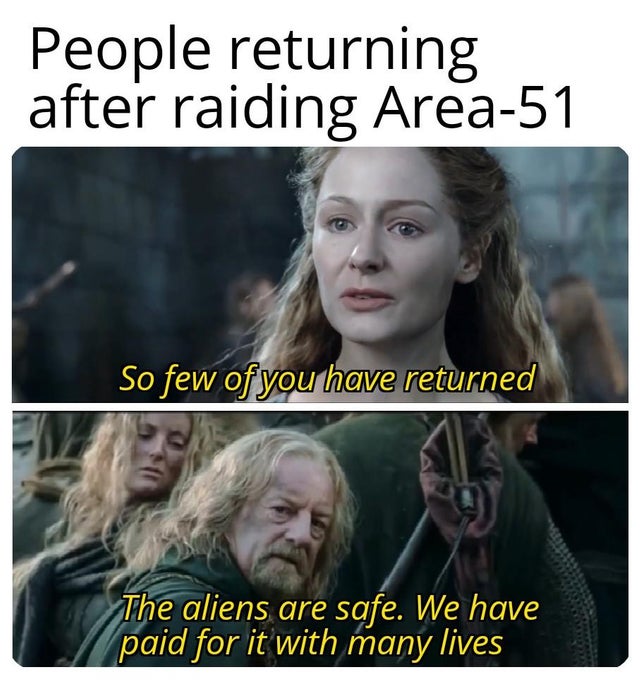 People returning
after raiding Area-51
So few of you have returned
The aliens are safe. We have
paid for it with many lives